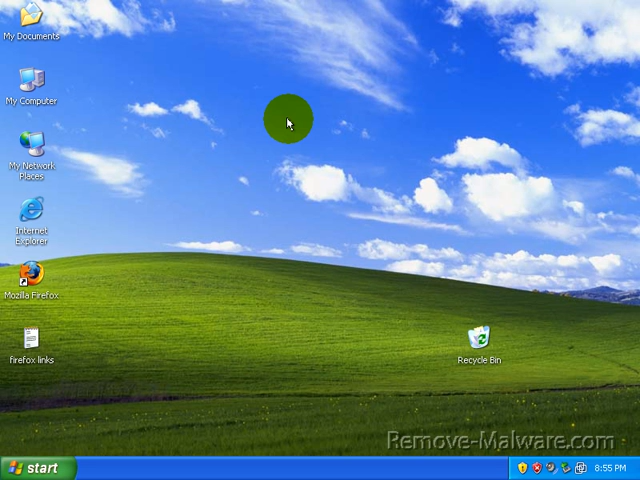 My Documents
My Computer
My Network
Places
Internet
Explorer
Mozilla Firefox
firefox links
Recycle Bin
Remove-Malware.com
start
8:55 PM